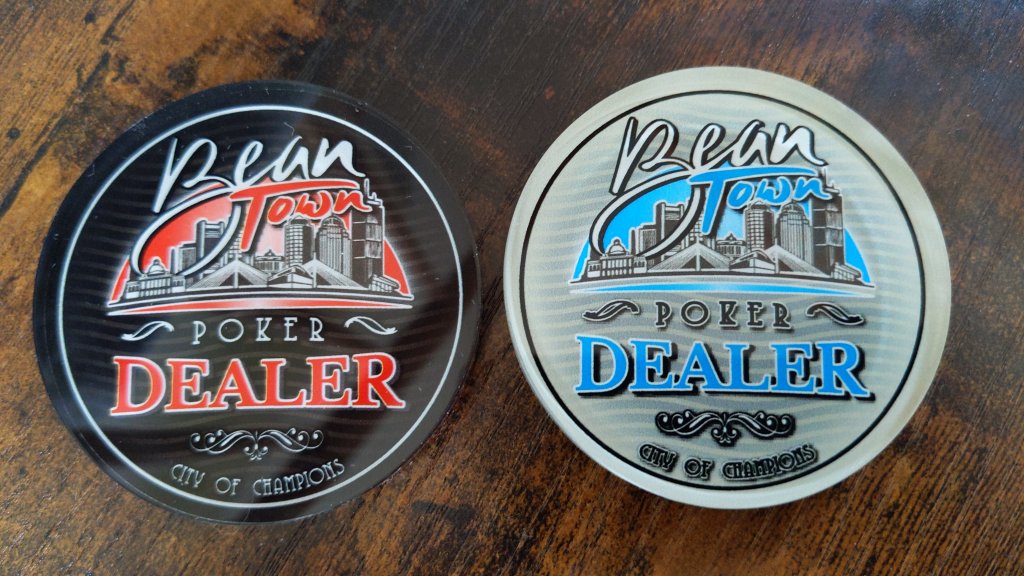 Bean
Town
POKER
DEALER
CITY OF CHAMPIONS
Bean
Town
POKER
DEALER
CITY OF CHAMPIONS